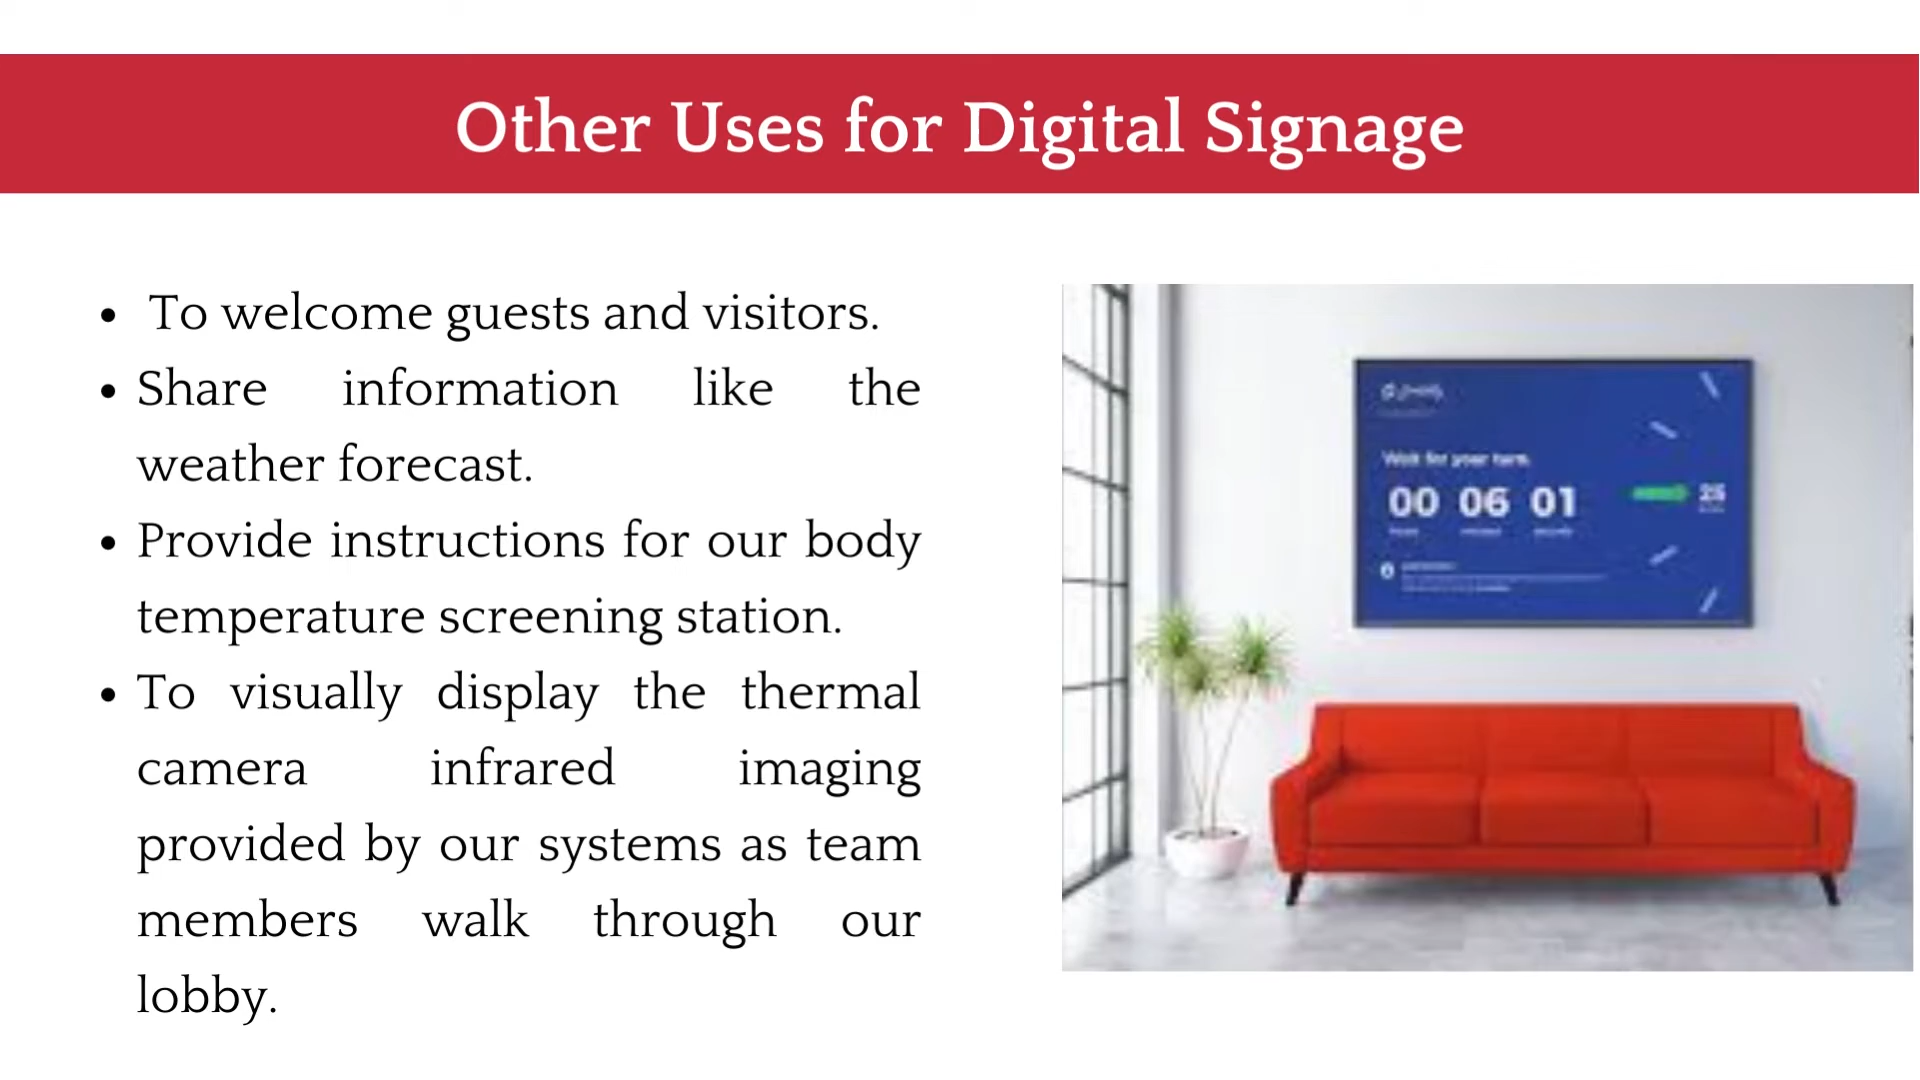 Other Uses for Digital Signage
• To welcome guests and visitors.
• Share information like the
weather forecast.
• Provide instructions for our body
temperature screening station.
• To visually display the thermal
camera infrared imaging
provided by our systems as team
members walk through our
lobby.
Wait for your turn
00 06 01
25